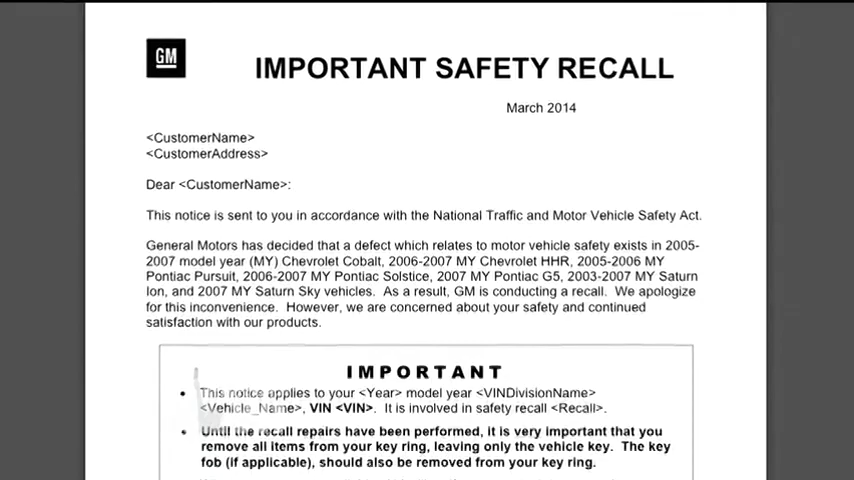 GM
IMPORTANT SAFETY RECALL
March 2014
<CustomerName>
<CustomerAddress>
Dear <CustomerName>:
This notice is sent to you in accordance with the National Traffic and Motor Vehicle Safety Act.
General Motors has decided that a defect which relates to motor vehicle safety exists in 2005-
2007 model year (MY) Chevrolet Cobalt, 2006-2007 MY Chevrolet HHR, 2005-2006 MY
Pontiac Pursuit, 2006-2007 MY Pontiac Solstice, 2007 MY Pontiac G5, 2003-2007 MY Saturn
Ion, and 2007 MY Saturn Sky vehicles. As a result, GM is conducting a recall. We apologize
for this inconvenience. However, we are concerned about your safety and continued
satisfaction with our products.
IMPORTANT
• This notice applies to your <Year> model year <VINDivisionName>
<Vehicle_Name>, VIN <VIN>. It is involved in safety recall <Recall>.
• Until the recall repairs have been performed, it is very important that you
remove all items from your key ring, leaving only the vehicle key. The key
fob (if applicable), should also be removed from your key ring.